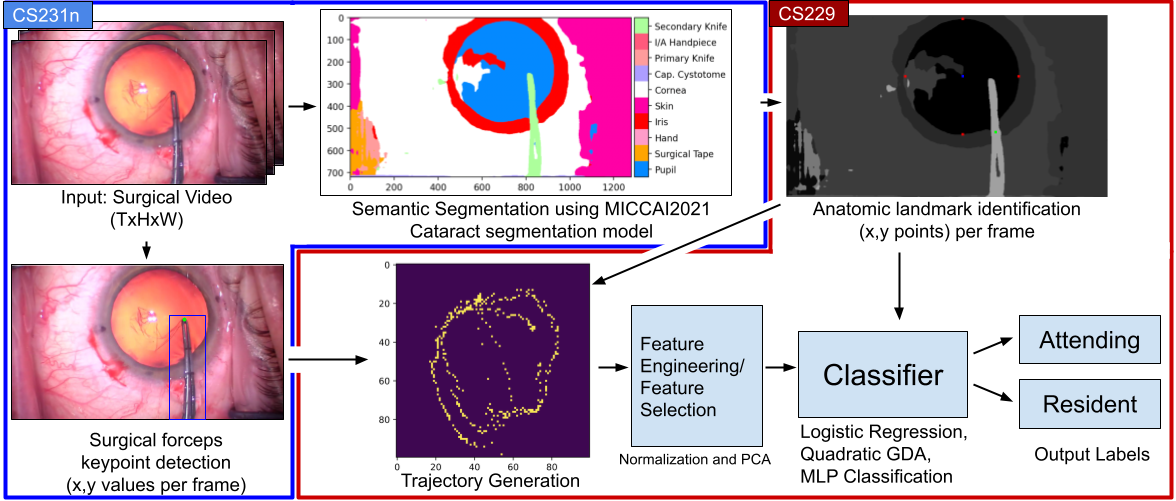 CS231n
CS229
0
100
200
300
400
500
600
700
0
200
400
600
800
1000
1200
Secondary Knife
I/A Handpiece
Primary Knife
Cap. Cystotome
Cornea
Skin
Iris
Hand
Surgical Tape
Pupil
Input: Surgical Video
(TxHxW)
Semantic Segmentation using MICCAI2021
Cataract segmentation model
Anatomic landmark identification
(x,y points) per frame
Surgical forceps
keypoint detection
(x,y values per frame)
0
20
40
60
80
0
20
40
60
80
Trajectory Generation
Feature
Engineering/
Feature
Selection
Normalization and PCA
Classifier
Logistic Regression,
Quadratic GDA,
MLP Classification
Attending
Resident
Output Labels